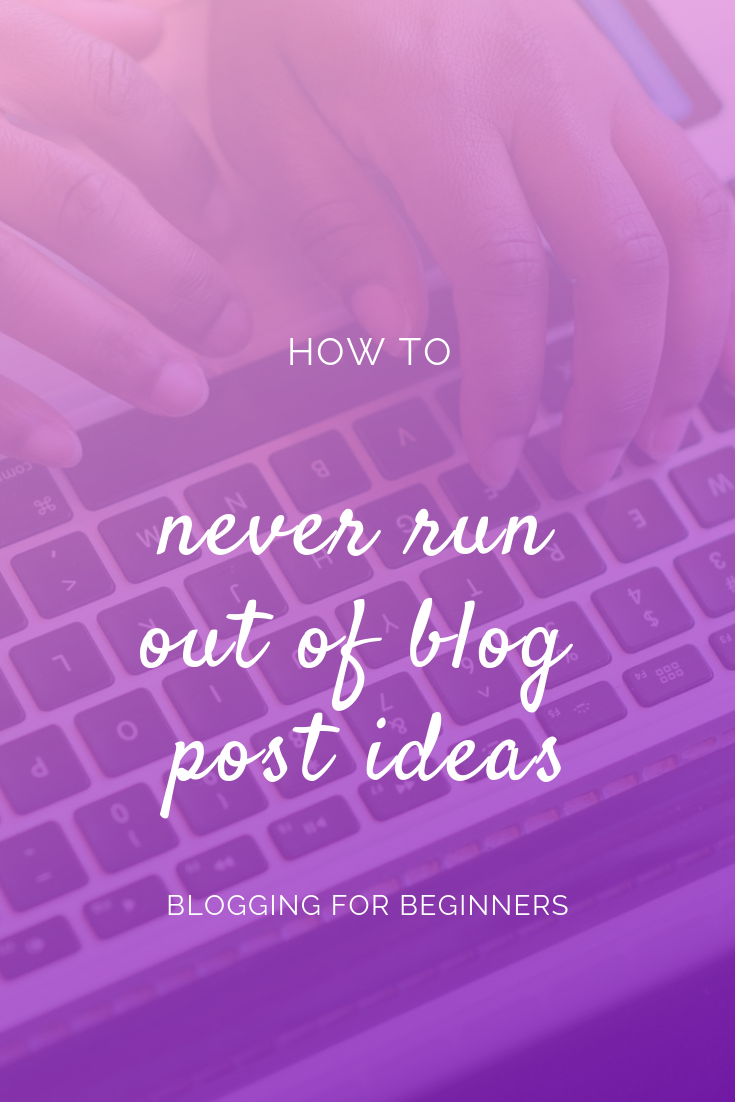 HOW TO
never run
out of blog
post ideas
BLOGGING FOR BEGINNERS